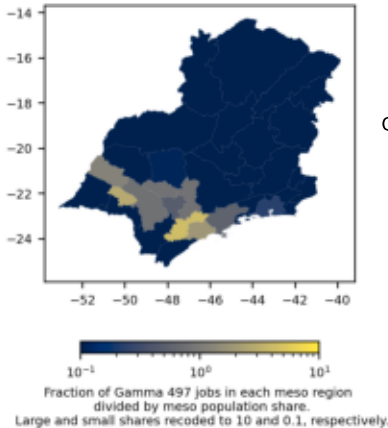 −14
−16
−18
−20
−22
−24
−52 −50 −48 −46 −44 −42 −40
10⁻¹ 10⁰ 10¹
Fraction of Gamma 497 jobs in each meso region
divided by meso population share.
Large and small shares recoded to 10 and 0.1, respectively